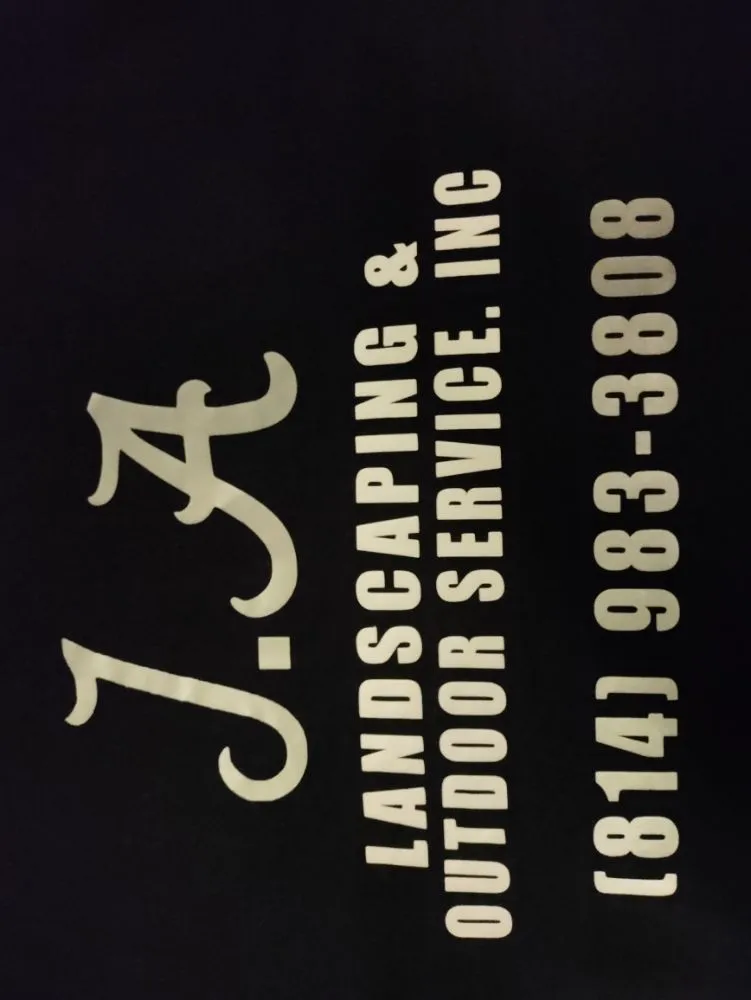 J.A
LANDSCAPING &
OUTDOOR SERVICE. INC
(814) 983-3808